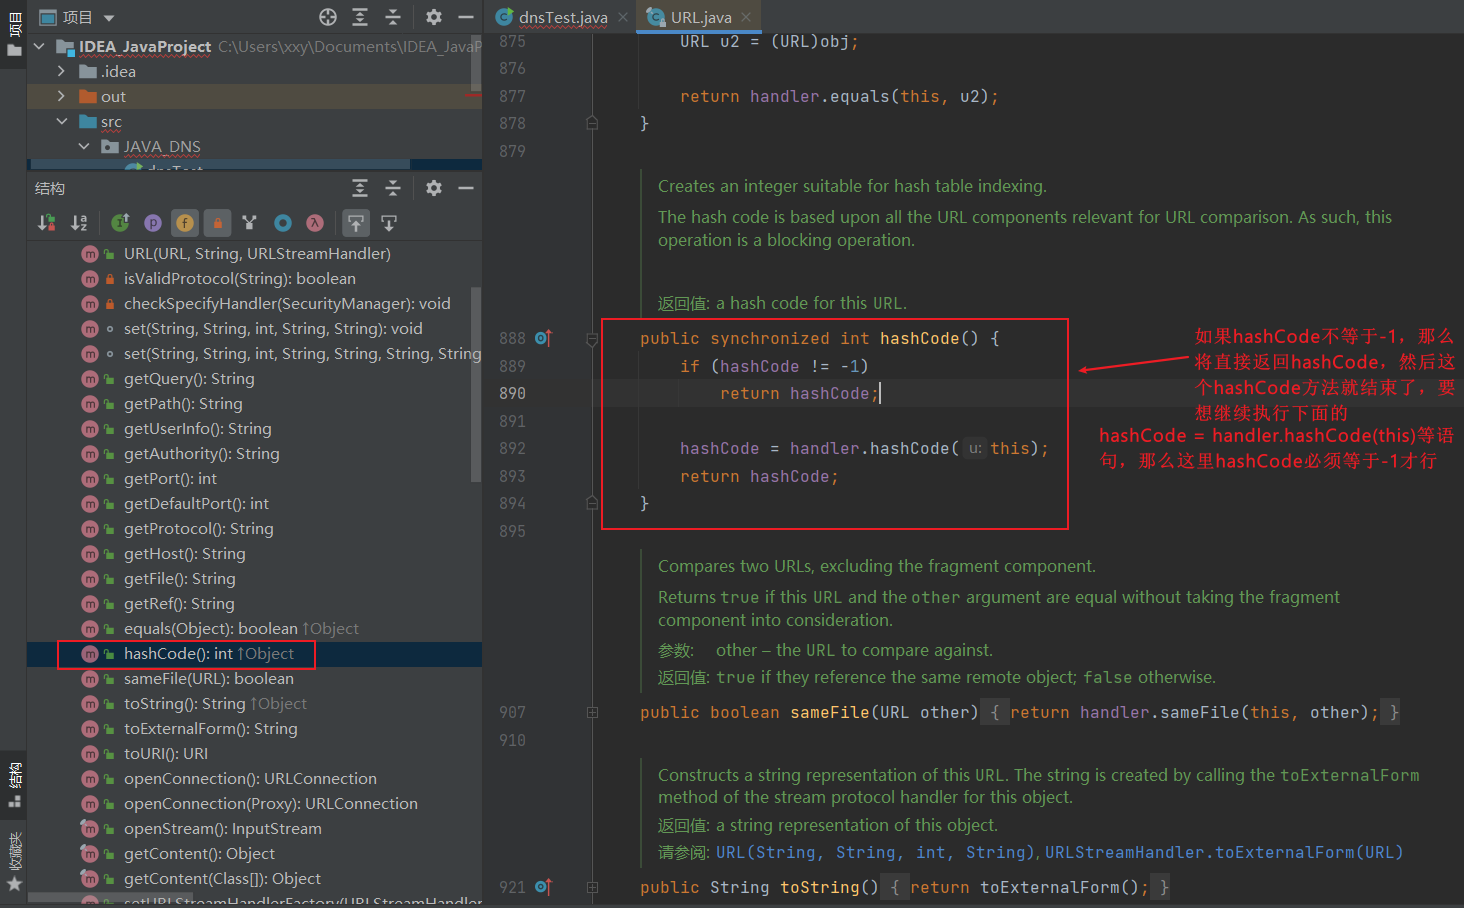 项目
项目
IDEA_JavaProject C:\Users\xxy\Documents\IDEA_JavaP
.idea
out
src
JAVA_DNS
dnsTest
结构
URL(URL, String, URLStreamHandler)
isValidProtocol(String): boolean
checkSpecifyHandler(SecurityManager): void
set(String, String, int, String, String): void
set(String, String, int, String, String, String, String
getQuery(): String
getPath(): String
getUserInfo(): String
getAuthority(): String
getPort(): int
getDefaultPort(): int
getProtocol(): String
getHost(): String
getFile(): String
getRef(): String
equals(Object): boolean ↑Object
hashCode(): int ↑Object
sameFile(URL): boolean
toString(): String ↑Object
toExternalForm(): String
toURI(): URI
openConnection(): URLConnection
openConnection(Proxy): URLConnection
openStream(): InputStream
getContent(): Object
getContent(Class[]): Object
setURLStreamHandlerFactory(URLStreamHandler
结构
收藏夹
dnsTest.java
URL.java
875 URL u2 = (URL)obj;
876
877 return handler.equals(this, u2);
878 }
879
Creates an integer suitable for hash table indexing.
The hash code is based upon all the URL components relevant for URL comparison. As such, this
operation is a blocking operation.
返回值: a hash code for this URL.
888 public synchronized int hashCode() {
889 if (hashCode != -1)
890 return hashCode;
891
892 hashCode = handler.hashCode( u: this);
893 return hashCode;
894 }
895
如果hashCode不等于-1，那么
将直接返回hashCode，然后这
个hashCode方法就结束了，要
想继续执行下面的
hashCode = handler.hashCode(this)等语
句，那么这里hashCode必须等于-1才行
Compares two URLs, excluding the fragment component.
Returns true if this URL and the other argument are equal without taking the fragment
component into consideration.
参数: other – the URL to compare against.
返回值: true if they reference the same remote object; false otherwise.
907 public boolean sameFile(URL other) { return handler.sameFile(this, other); }
910
Constructs a string representation of this URL. The string is created by calling the toExternalForm
method of the stream protocol handler for this object.
返回值: a string representation of this object.
请参阅: URL(String, String, int, String), URLStreamHandler.toExternalForm(URL)
921 public String toString() { return toExternalForm(); }